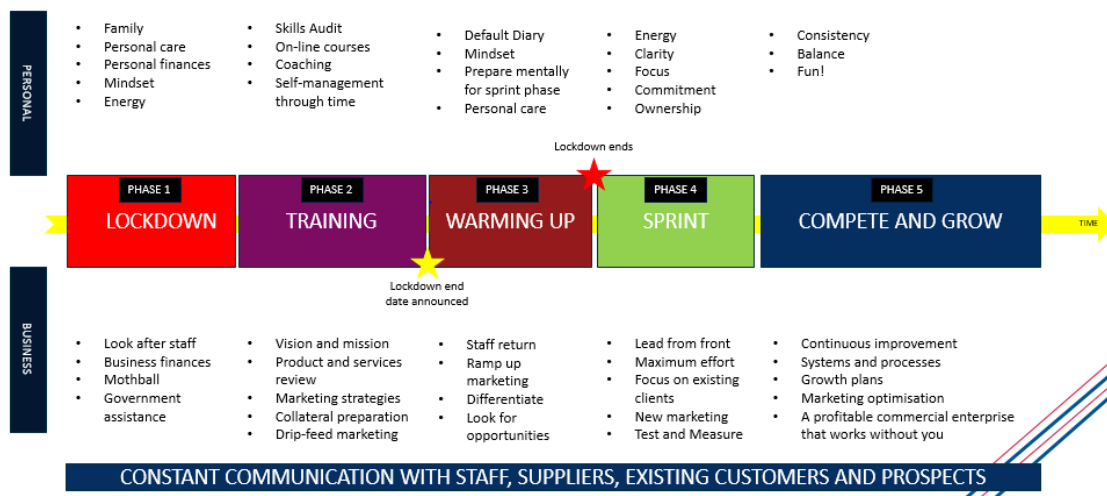 PERSONAL
• Family
• Personal care
• Personal finances
• Mindset
• Energy
• Skills Audit
• On-line courses
• Coaching
• Self-management
through time
• Default Diary
• Mindset
• Prepare mentally
for sprint phase
• Personal care
• Energy
• Clarity
• Focus
• Commitment
• Ownership
• Consistency
• Balance
• Fun!
Lockdown ends
PHASE 1
LOCKDOWN
PHASE 2
TRAINING
PHASE 3
WARMING UP
PHASE 4
SPRINT
PHASE 5
COMPETE AND GROW
TIME
Lockdown end
date announced
BUSINESS
• Look after staff
• Business finances
• Mothball
• Government
assistance
• Vision and mission
• Product and services
review
• Marketing strategies
• Collateral preparation
• Drip-feed marketing
• Staff return
• Ramp up
marketing
• Differentiate
• Look for
opportunities
• Lead from front
• Maximum effort
• Focus on existing
clients
• New marketing
• Test and Measure
• Continuous improvement
• Systems and processes
• Growth plans
• Marketing optimisation
• A profitable commercial enterprise
that works without you
CONSTANT COMMUNICATION WITH STAFF, SUPPLIERS, EXISTING CUSTOMERS AND PROSPECTS